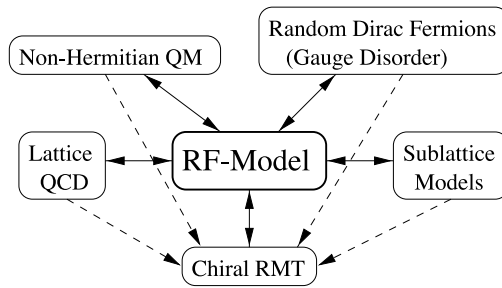 Random Dirac Fermions
(Gauge Disorder)
Non-Hermitian QM
Lattice
QCD
RF-Model
Sublattice
Models
Chiral RMT